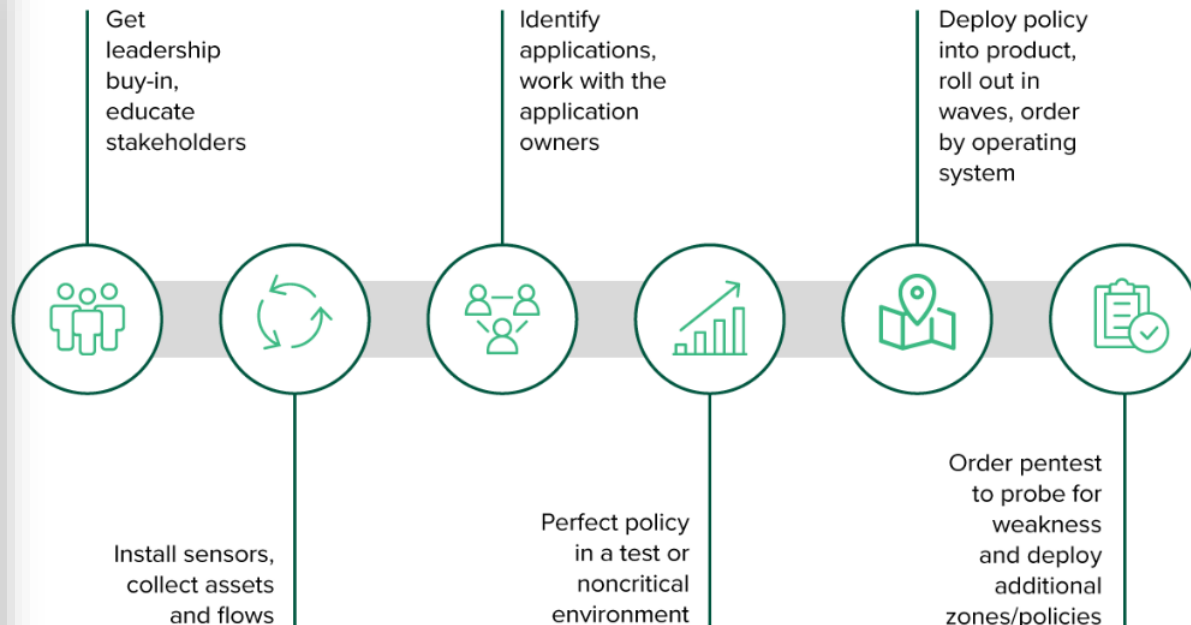 Get
leadership
buy-in,
educate
stakeholders
Install sensors,
collect assets
and flows
Identify
applications,
work with the
application
owners
Perfect policy
in a test or
noncritical
environment
Deploy policy
into product,
roll out in
waves, order
by operating
system
Order pentest
to probe for
weakness
and deploy
additional
zones/policies